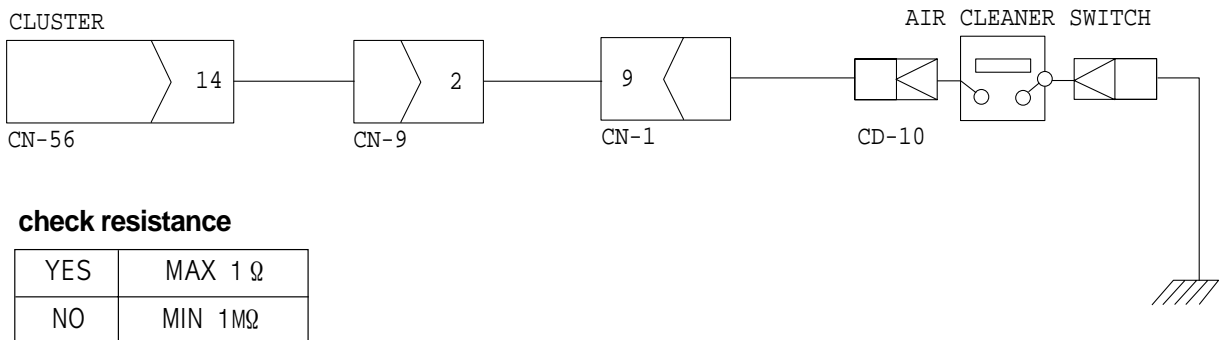 CLUSTER
AIR CLEANER SWITCH
14
2
9
CN-56
CN-9
CN-1
CD-10
check resistance
YES MAX 1 Ω
NO MIN 1MΩ